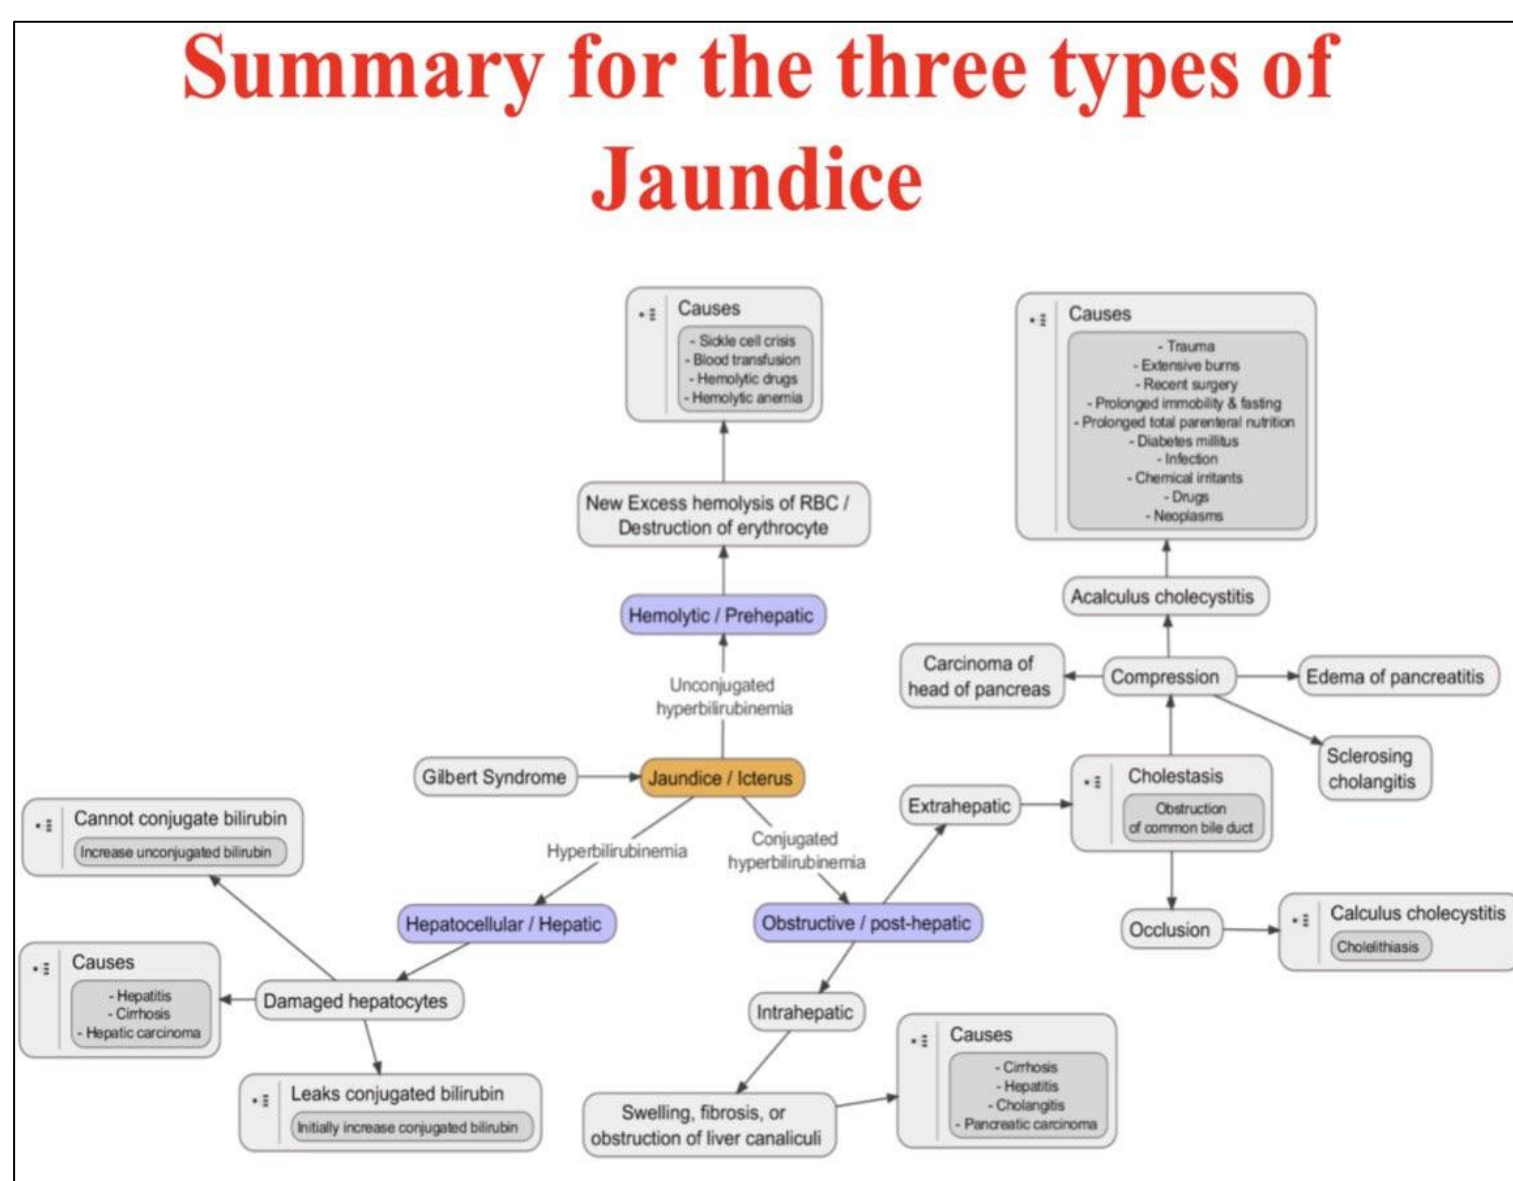 Summary for the three types of
Jaundice
Causes
- Sickle cell crisis
- Blood transfusion
- Hemolytic drugs
- Hemolytic anemia
Causes
- Trauma
- Extensive burns
- Recent surgery
- Prolonged immobility & fasting
- Prolonged total parenteral nutrition
- Diabetes millitus
- Infection
- Chemical irritants
- Drugs
- Neoplasms
New Excess hemolysis of RBC /
Destruction of erythrocyte
Acalculus cholecystitis
Hemolytic / Prehepatic
Carcinoma of
head of pancreas
Compression
Edema of pancreatitis
Unconjugated
hyperbilirubinemia
Sclerosing
cholangitis
Gilbert Syndrome
Jaundice / Icterus
Cholestasis
Obstruction
of common bile duct
Extrahepatic
Cannot conjugate bilirubin
Increase unconjugated bilirubin
Hyperbilirubinemia
Conjugated
hyperbilirubinemia
Hepatocellular / Hepatic
Obstructive / post-hepatic
Occlusion
Calculus cholecystitis
Cholelithiasis
Causes
- Hepatitis
- Cirrhosis
- Hepatic carcinoma
Damaged hepatocytes
Intrahepatic
Leaks conjugated bilirubin
Initially increase conjugated bilirubin
Swelling, fibrosis, or
obstruction of liver canaliculi
Causes
- Cirrhosis
- Hepatitis
- Cholangitis
- Pancreatic carcinoma